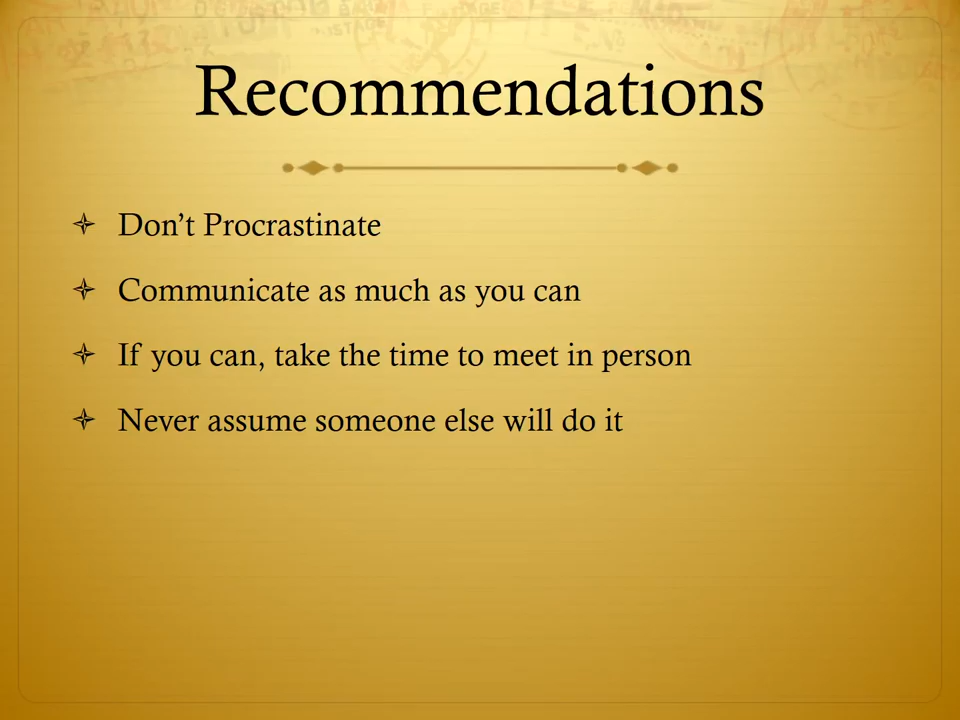 Recommendations
Don’t Procrastinate
Communicate as much as you can
If you can, take the time to meet in person
Never assume someone else will do it